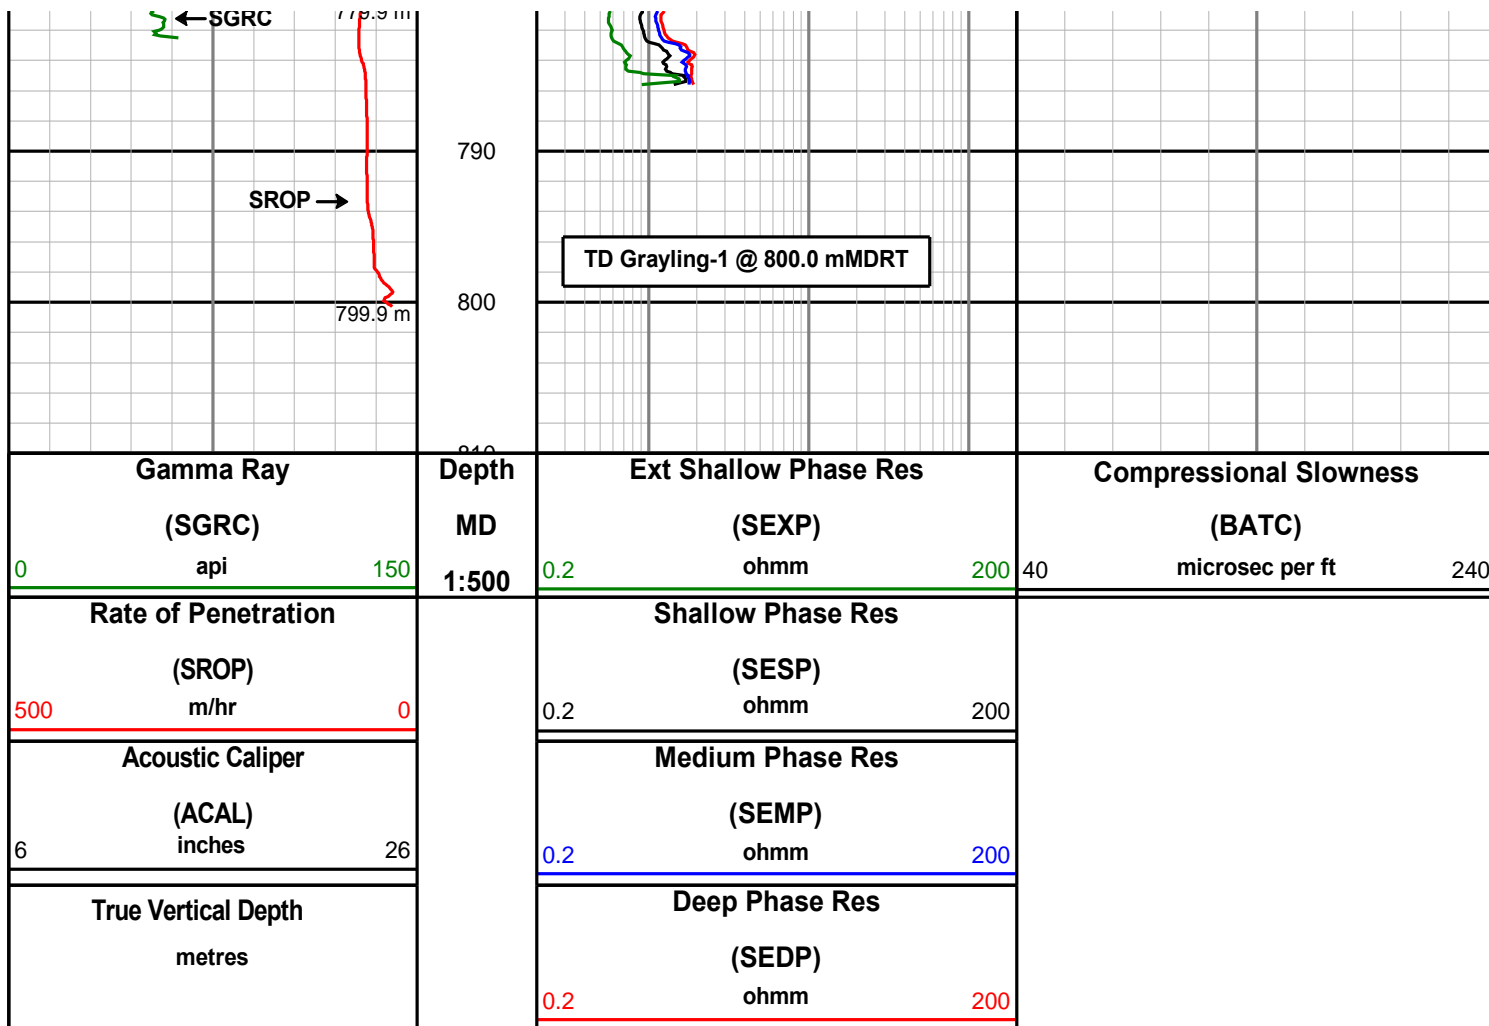 SGRC
779.9 m
790
SROP
TD Grayling-1 @ 800.0 mMDRT
800
799.9 m
810
Gamma Ray
(SGRC)
api
0 150
Depth
MD
1:500
Ext Shallow Phase Res
(SEXP)
ohmm
0.2 200
Compressional Slowness
(BATC)
microsec per ft
40 240
Rate of Penetration
(SROP)
m/hr
500 0
Shallow Phase Res
(SESP)
ohmm
0.2 200
Acoustic Caliper
(ACAL)
inches
6 26
Medium Phase Res
(SEMP)
ohmm
0.2 200
True Vertical Depth
metres
Deep Phase Res
(SEDP)
ohmm
0.2 200